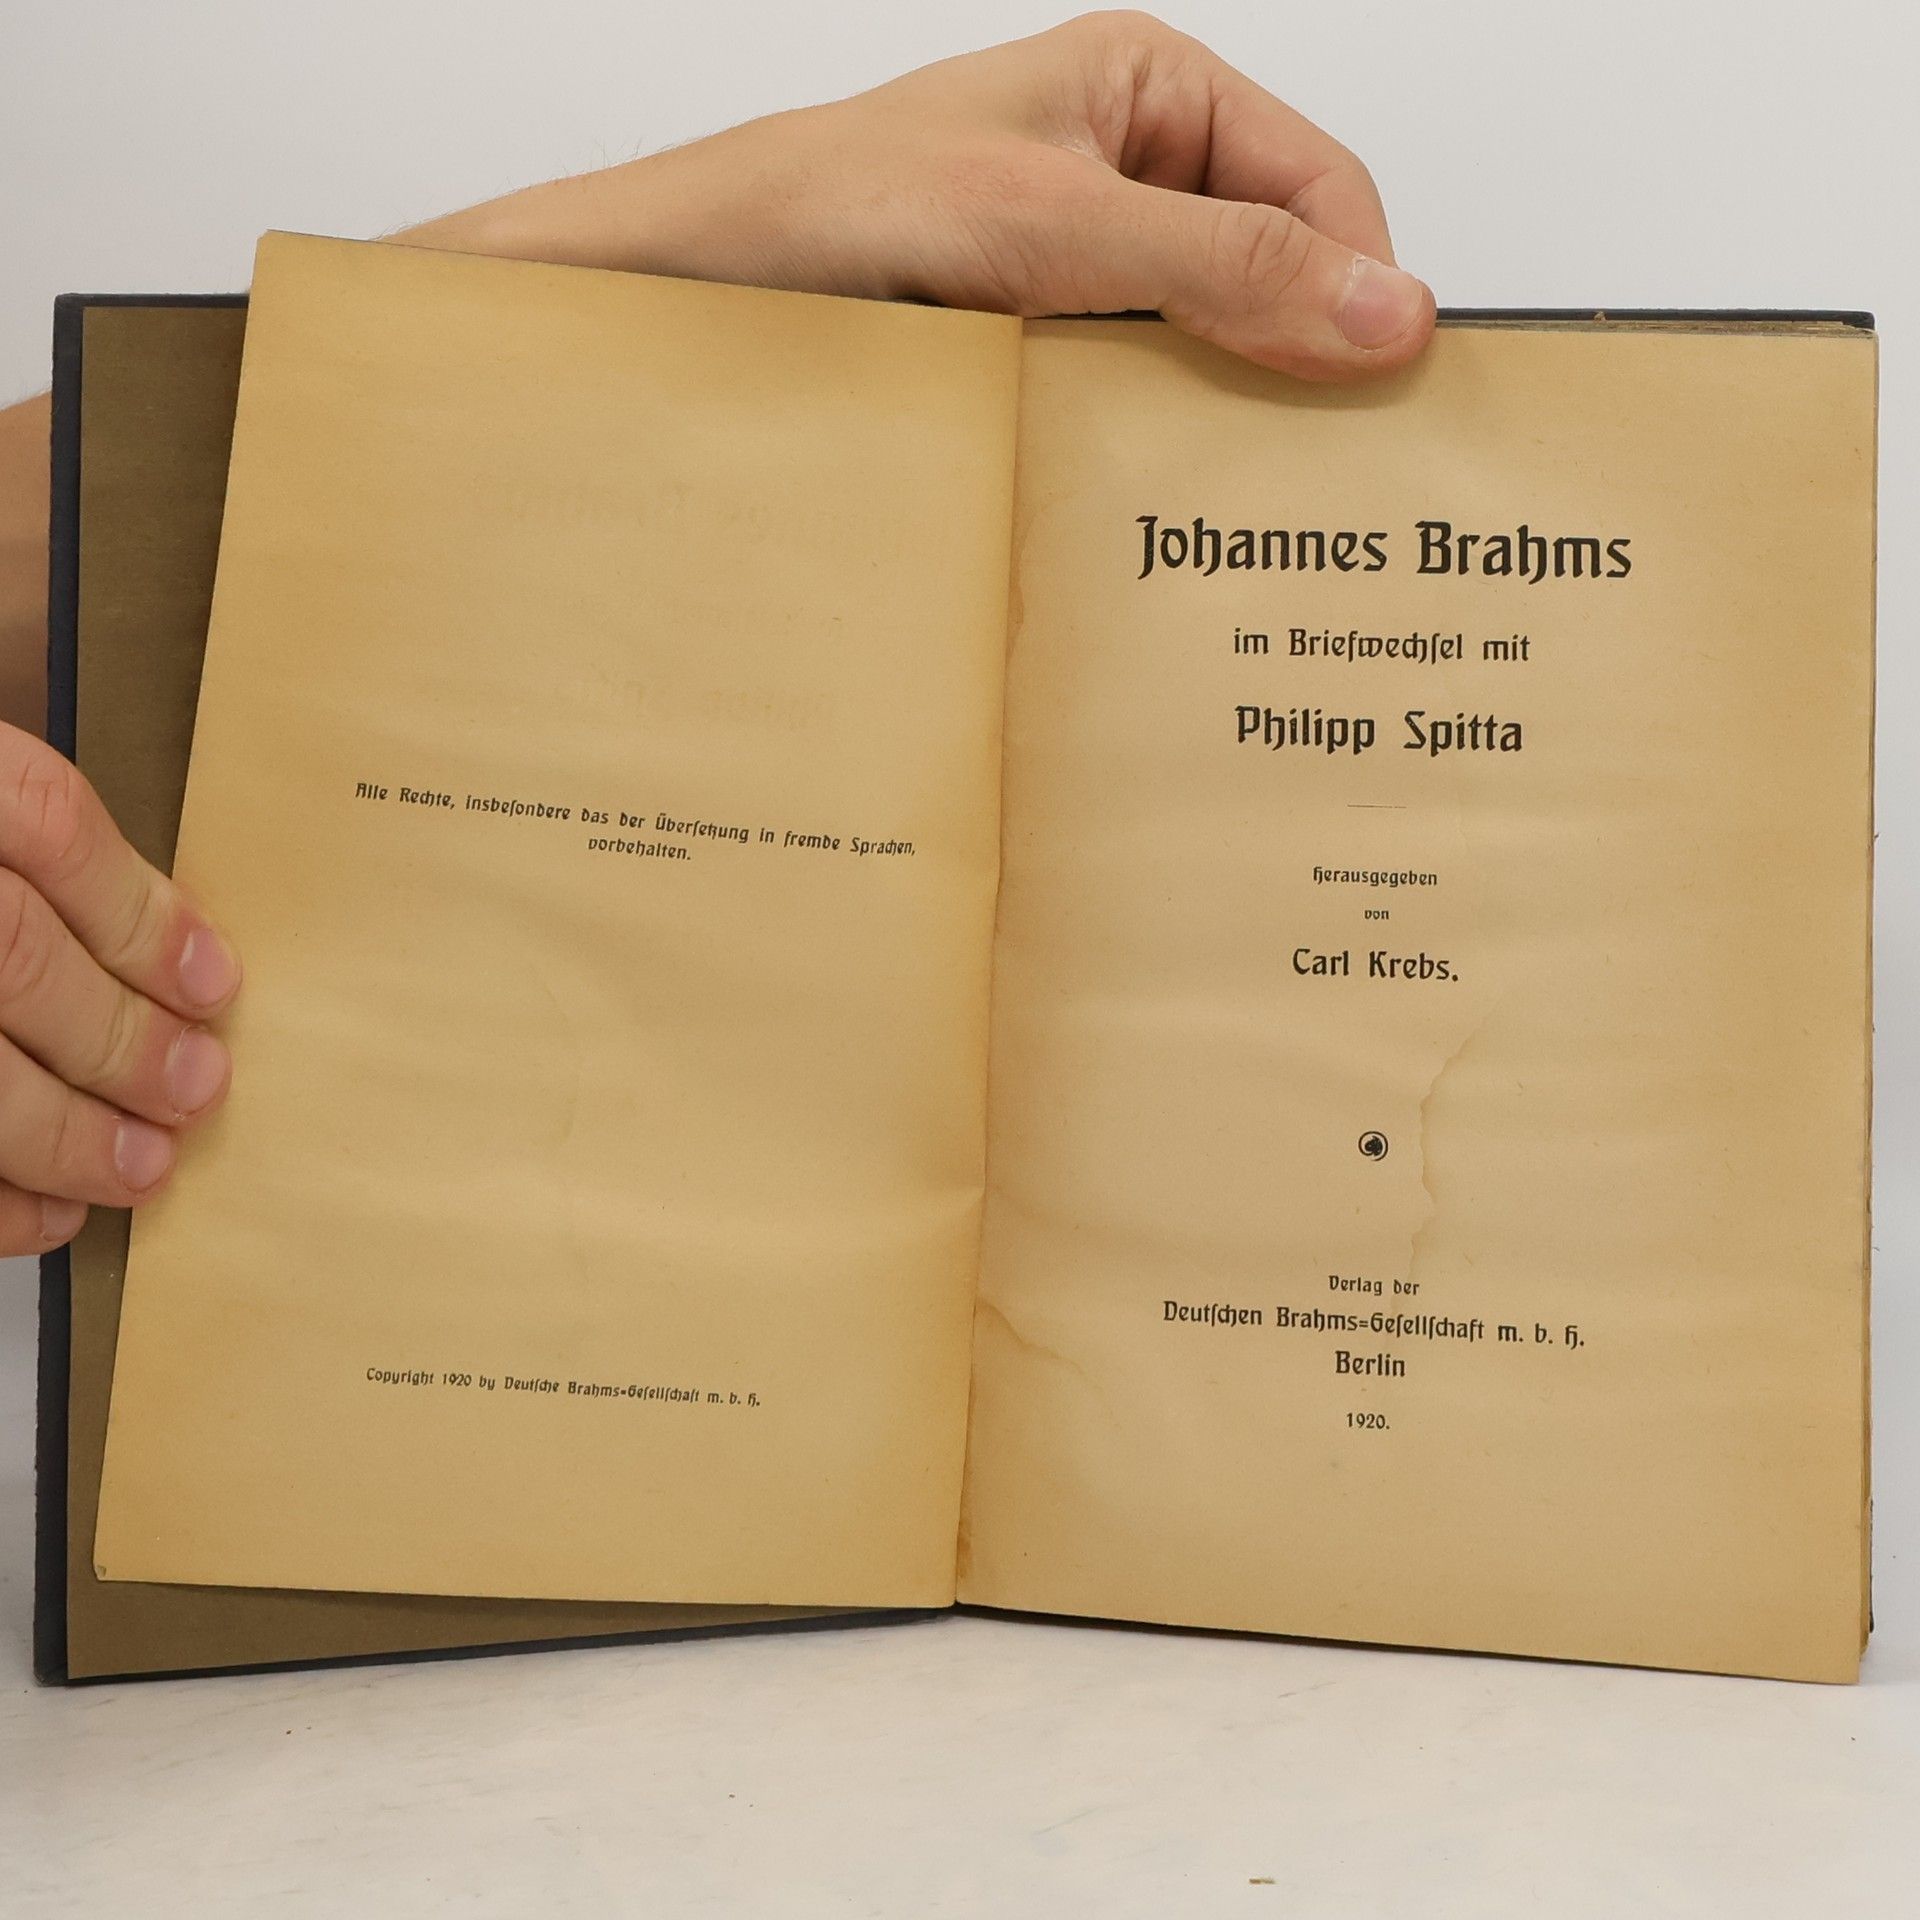 Alle Rechte, insbeſondere das der Überſetzung in fremde Sprachen,
vorbehalten.
Copyright 1920 by Deutſche Brahms=Geſellſchaft m. b. H.
Johannes Brahms
im Briefwechſel mit
Philipp Spitta
Herausgegeben
von
Carl Krebs.
Verlag der
Deutſchen Brahms=Geſellſchaft m. b. H.
Berlin
1920.